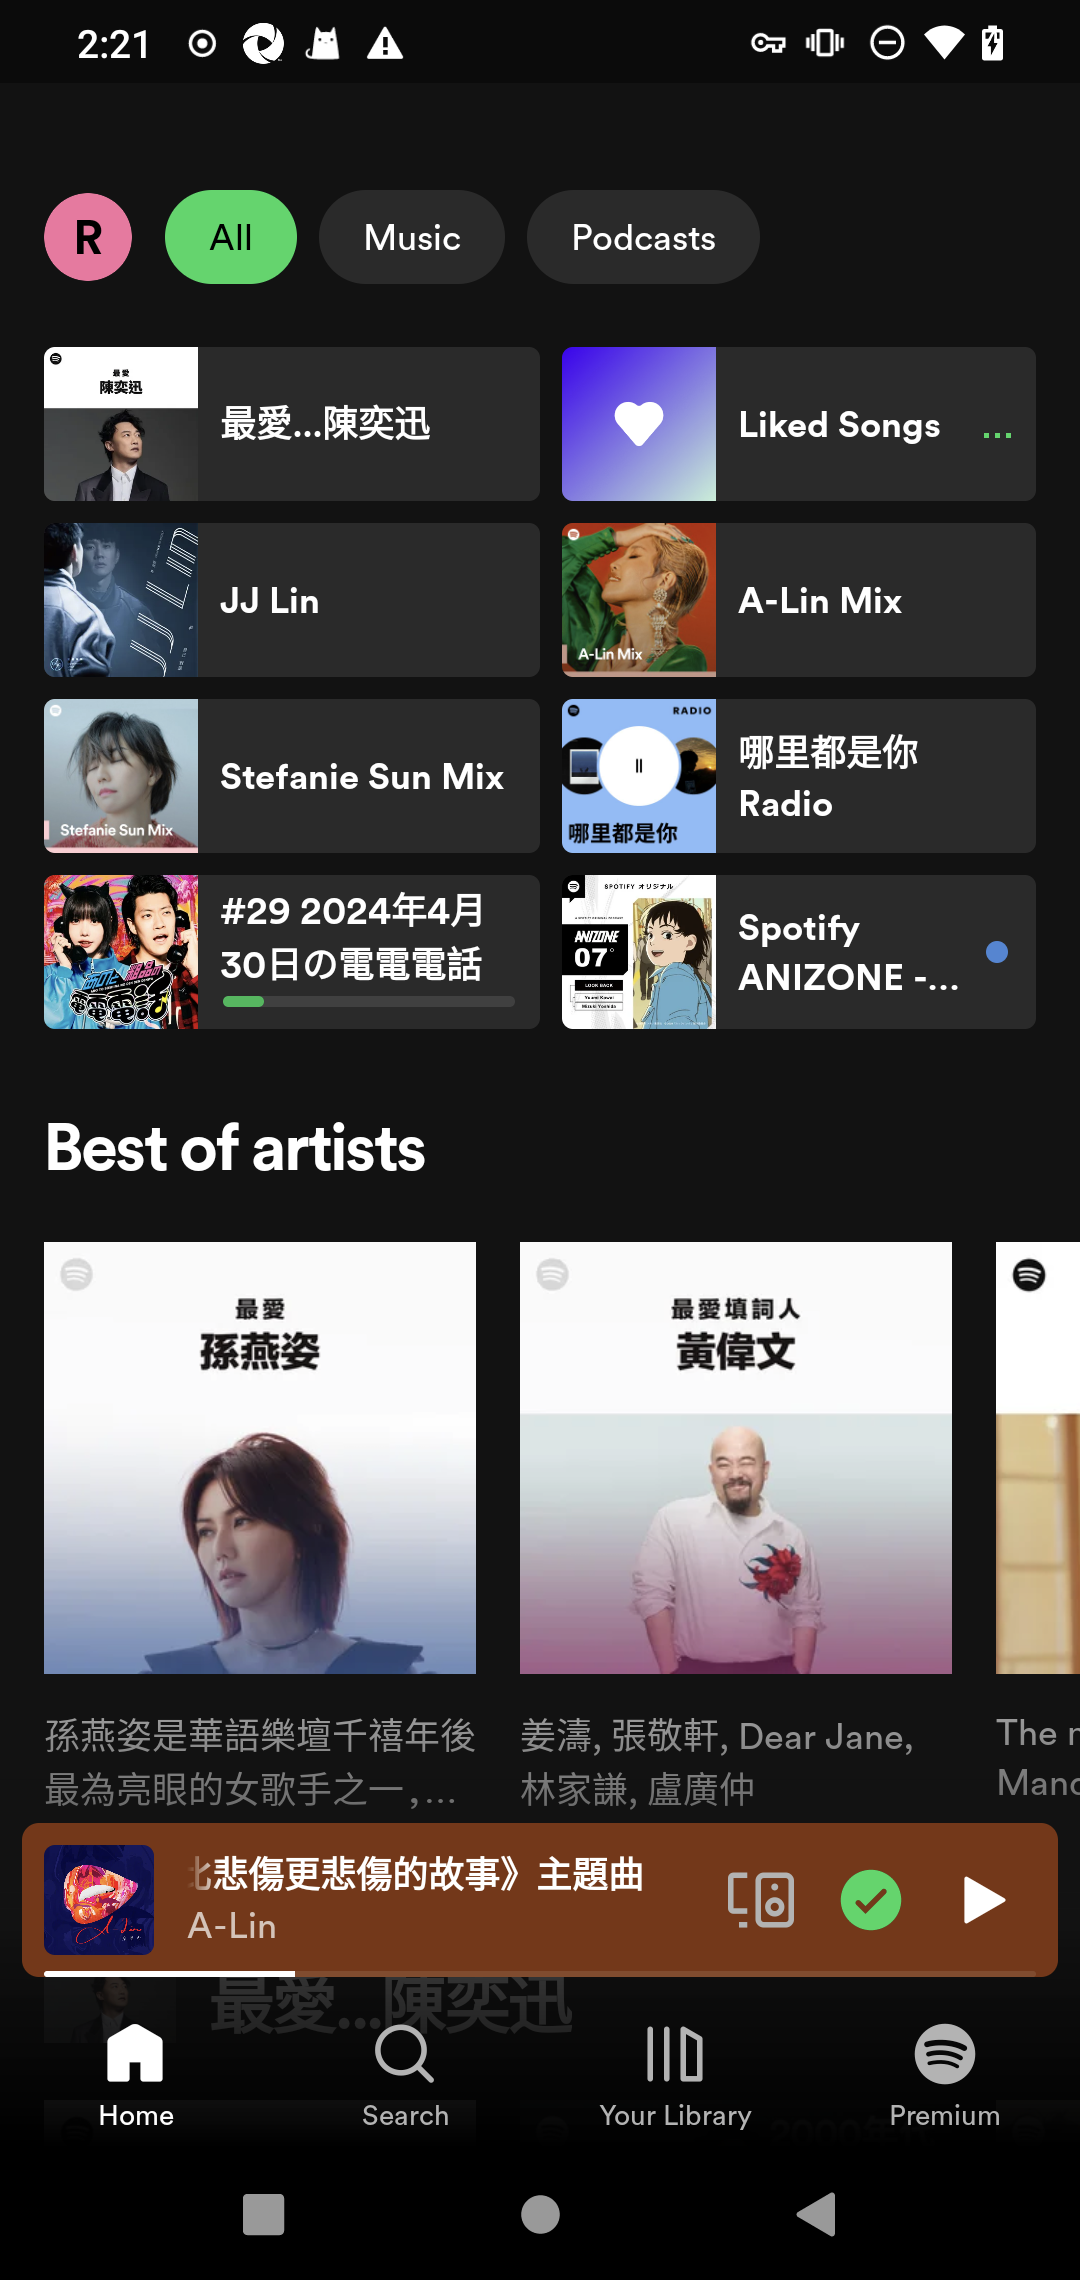 2:21
R
All
Music
Podcasts
最愛
陳奕迅
最愛...陳奕迅
Liked Songs
JJ LIN
JJ Lin
A-Lin Mix
A-Lin Mix
Stefanie Sun Mix
Stefanie Sun Mix
RADIO
哪里都是你
哪里都是你
Radio
#29 2024年4月
30日の電電電話
SPOTIFY オリジナル
ANIZONE
07
LOOK BACK
Spotify
ANIZONE -...
Best of artists
最愛
孫燕姿
最愛填詞人
黃偉文
孫燕姿是華語樂壇千禧年後
最為亮眼的女歌手之一,...
姜濤, 張敬軒, Dear Jane,
林家謙, 盧廣仲
The
Mand
悲傷更悲傷的故事》主題曲
A-Lin
最愛...陳奕迅
Home
Search
Your Library
Premium